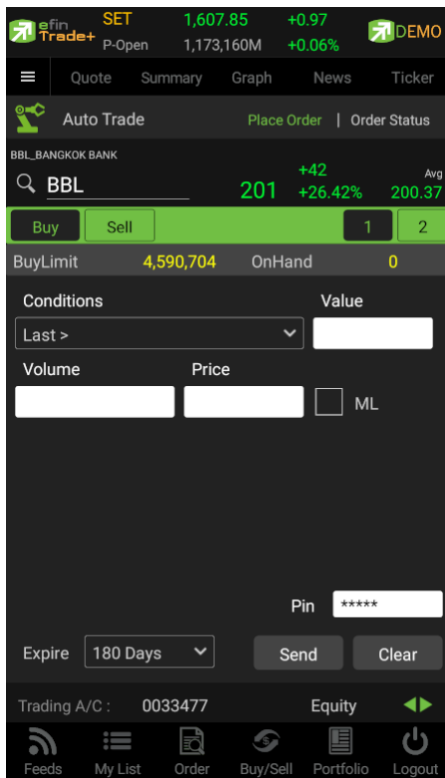 efin SET 1,607.85 +0.97
Trade+ P-Open 1,173,160M +0.06% DEMO
Quote Summary Graph News Ticker
Auto Trade Place Order | Order Status
BBL_BANGKOK BANK
BBL 201 +42 +26.42% Avg 200.37
Buy Sell 1 2
BuyLimit 4,590,704 OnHand 0
Conditions Value
Last >
Volume Price
ML
Pin *****
Expire 180 Days Send Clear
Trading A/C : 0033477 Equity
Feeds My List Order Buy/Sell Portfolio Logout